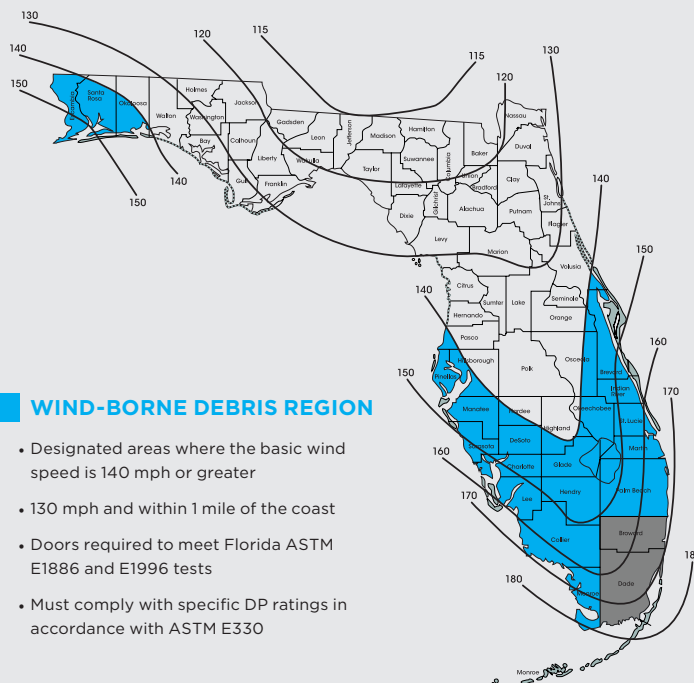 130
115
120
115
130
140
120
150
Holmes
Jackson
Nassau
Santa
Rosa
Okaloosa
Escambia
Walton
Washington
Gadsden
Jefferson
Hamilton
Duval
Madison
Leon
Baker
Bay
Calhoun
Liberty
Wakulla
Suwannee
Columbia
Taylor
Union
Clay
140
Gulf
Franklin
Lafayette
Bradford
140
150
Gilchrist
St.
Johns
Dixie
Alachua
Putnam
Flagler
Levy
Marion
150
Volusia
Citrus
Sumter
Lake
Seminole
140
Hernando
Orange
Pasco
160
Hillsborough
Osceola
150
Pinellas
Polk
Brevard
170
Indian
River
WIND-BORNE DEBRIS REGION
Manatee
Hardee
Okeechobee
Highland
St. Lucie
• Designated areas where the basic wind
speed is 140 mph or greater
Sarasota
DeSoto
Martin
160
Charlotte
Glade
• 130 mph and within 1 mile of the coast
170
Lee
Hendry
Palm Beach
• Doors required to meet Florida ASTM
E1886 and E1996 tests
Collier
Broward
18
180
Dade
Monroe
• Must comply with specific DP ratings in
accordance with ASTM E330
Monroe